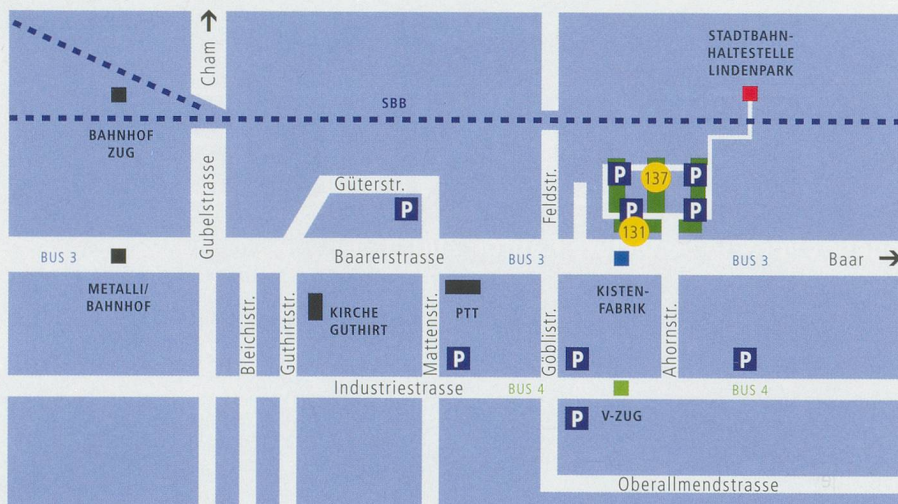 Cham
STADTBAHN-
HALTESTELLE
LINDENPARK
SBB
BAHNHOF
ZUG
Gubelstrasse
Güterstr.
P
Feldstr.
P
137
P
P
131
P
BUS 3
Baarerstrasse
BUS 3
BUS 3
Baar
METALLI/
BAHNHOF
Bleichistr.
Guthirtstr.
KIRCHE
GUTHIRT
Mattenstr.
PTT
P
Göblistr.
KISTEN-
FABRIK
P
Ahornstr.
P
Industriestrasse
BUS 4
BUS 4
P
V-ZUG
Oberallmendstrasse